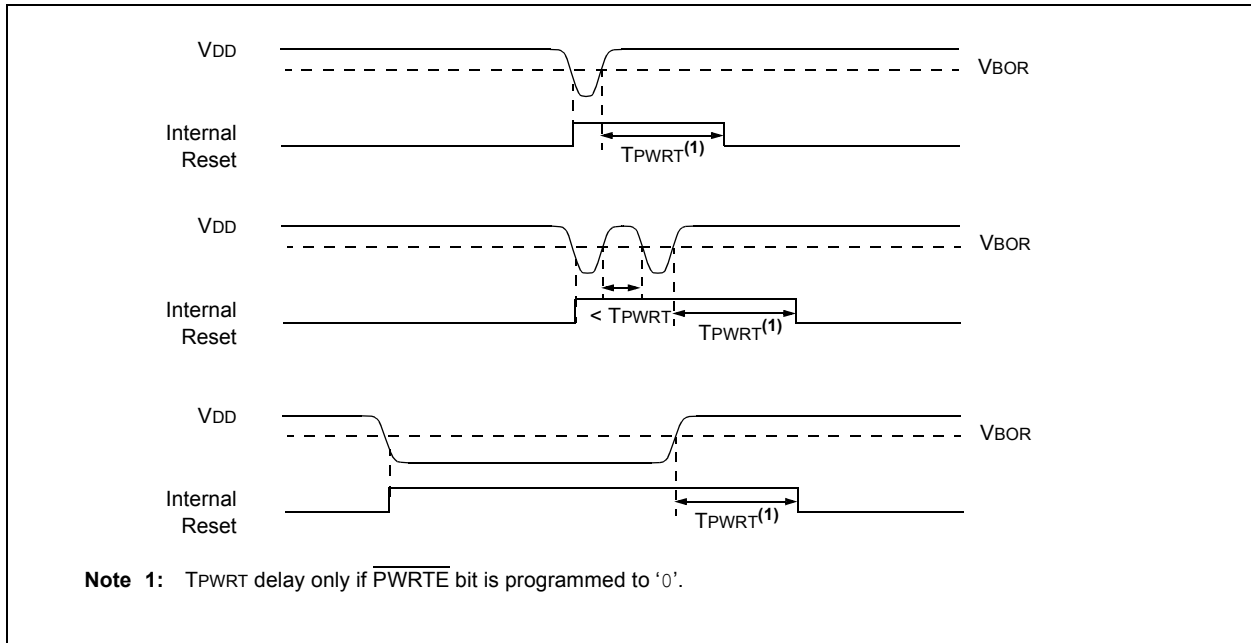 VDD
VBOR
Internal
Reset
TPWRT(1)
VDD
VBOR
Internal
Reset
< TPWRT
TPWRT(1)
VDD
VBOR
Internal
Reset
TPWRT(1)
Note 1: TPWRT delay only if PWRTE bit is programmed to ‘0’.